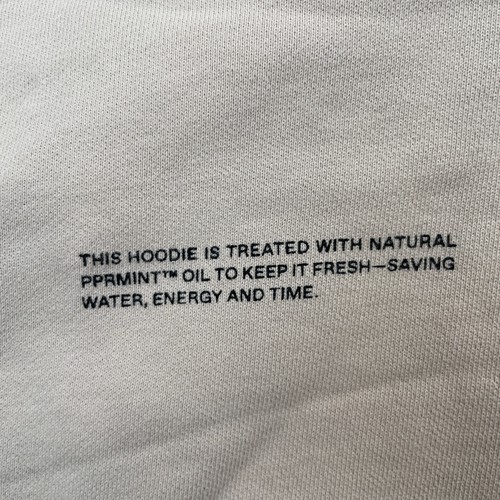 THIS HOODIE IS TREATED WITH NATURAL
PPRMINT™ OIL TO KEEP IT FRESH—SAVING
WATER, ENERGY AND TIME.